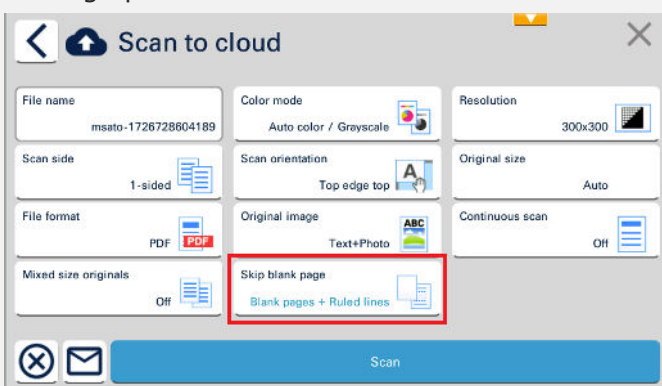 Scan to cloud
File name
msato-1726728604189
Color mode
Auto color / Grayscale
Resolution
300x300
Scan side
1-sided
Scan orientation
Top edge top
A
Original size
Auto
File format
PDF
PDF
Original image
Text+Photo
ABC
Continuous scan
Off
Mixed size originals
Off
Skip blank page
Blank pages + Ruled lines
Scan